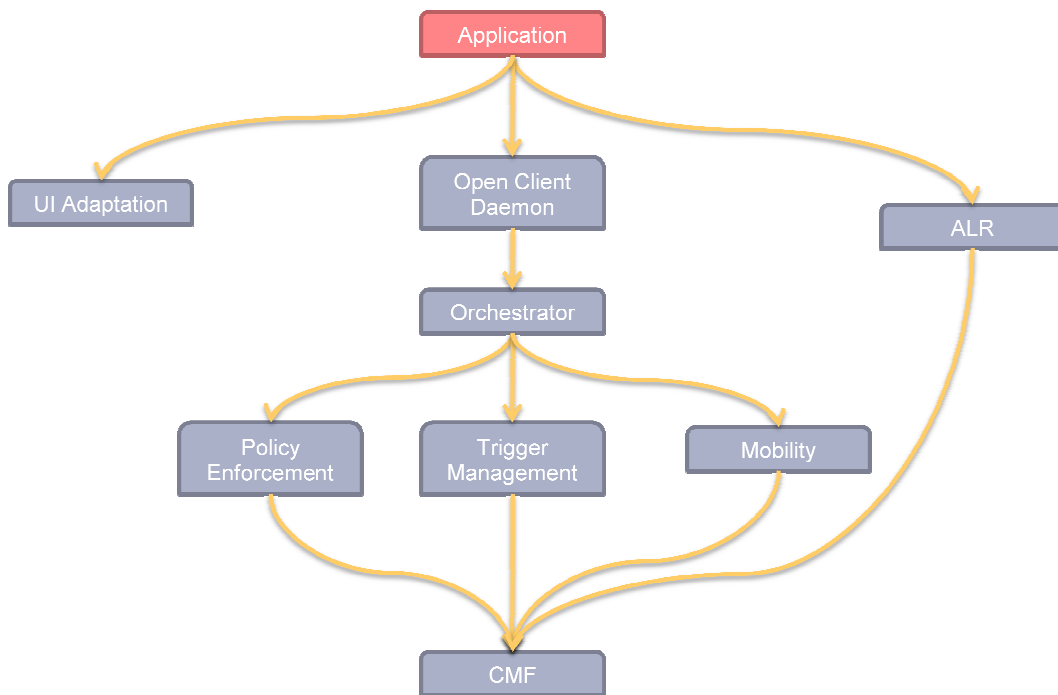 Application
UI Adaptation
Open Client
Daemon
ALR
Orchestrator
Policy
Enforcement
Trigger
Management
Mobility
CMF